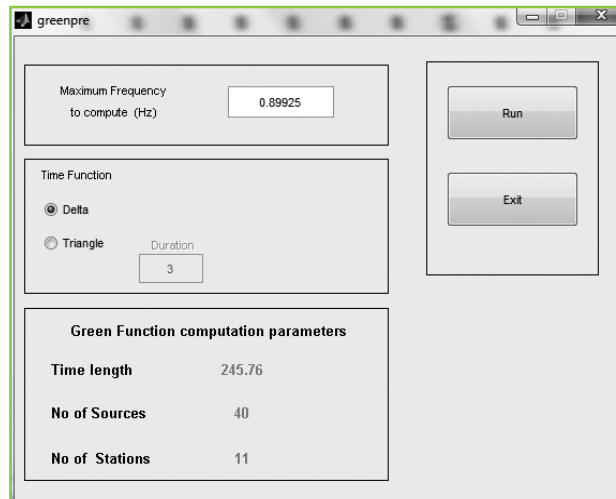 greenpre
Maximum Frequency
to compute (Hz)
0.89925
Time Function
Delta
Triangle
Duration
3
Green Function computation parameters
Time length 245.76
No of Sources 40
No of Stations 11
Run
Exit